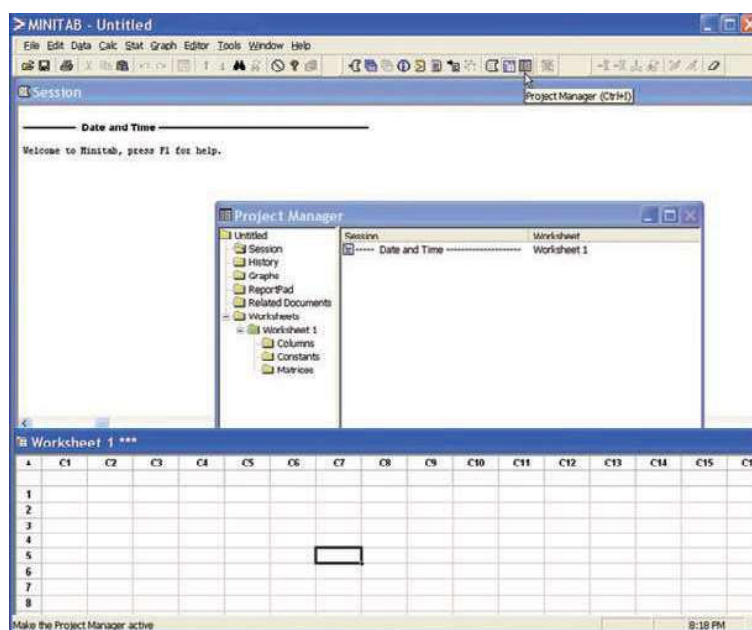 MINITAB - Untitled
File Edit Data Calc Stat Graph Editor Tools Window Help
Session
Project Manager (Ctrl+I)
Date and Time
Welcome to Minitab, press F1 for help.
Project Manager
Untitled
Session
History
Graphs
ReportPad
Related Documents
Worksheets
Worksheet 1
Columns
Constants
Matrices
Session Worksheet
----- Date and Time -------------------- Worksheet 1
Worksheet 1 ***
C1 C2 C3 C4 C5 C6 C7 C8 C9 C10 C11 C12 C13 C14 C15
1
2
3
4
5
6
7
8
Make the Project Manager active 8:18 PM